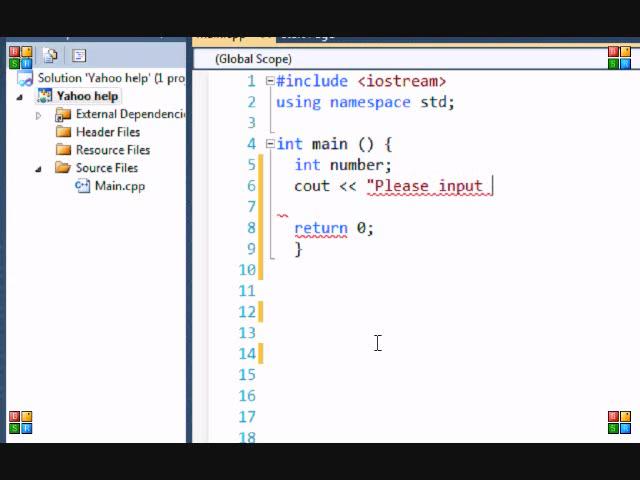 (Global Scope)
Solution 'Yahoo help' (1 proj
Yahoo help
External Dependencie
Header Files
Resource Files
Source Files
Main.cpp
1 #include <iostream>
2 using namespace std;
3
4 int main () {
5 int number;
6 cout << "Please input
7
8 return 0;
9 }
10
11
12
13
14
15
16
17
18